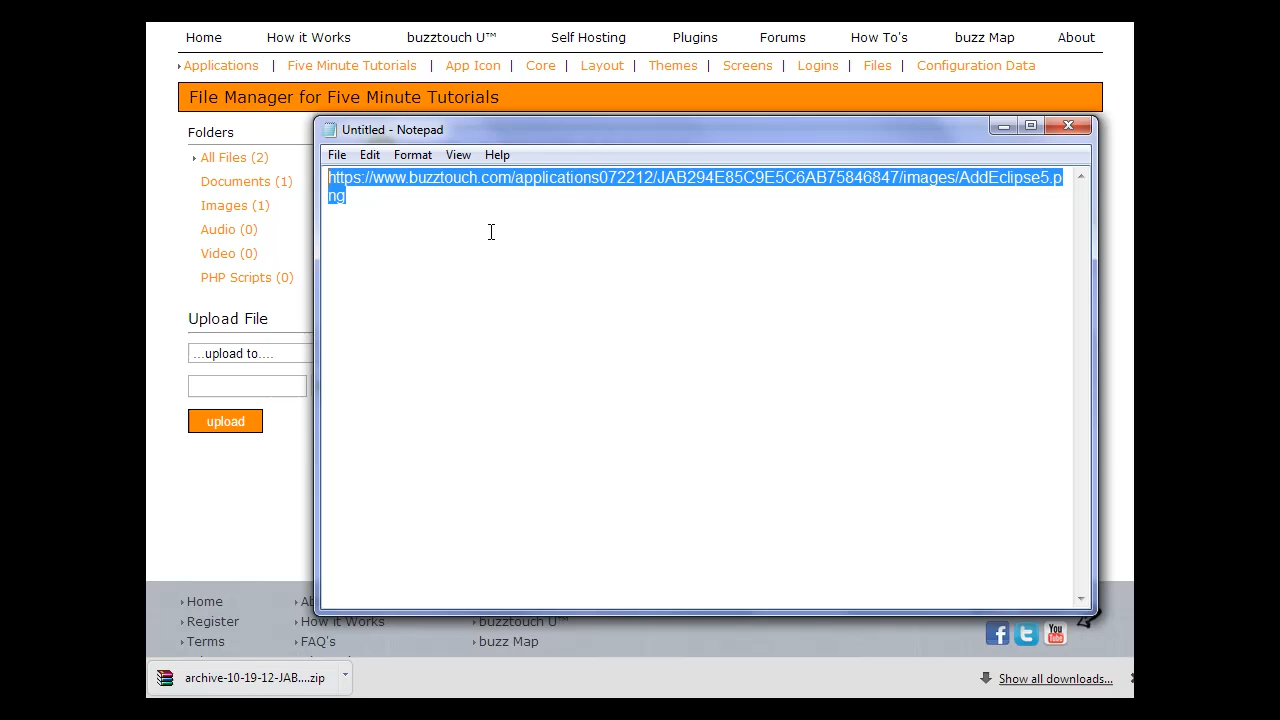 Home How it Works buzztouch U™ Self Hosting Plugins Forums How To's buzz Map About
Applications | Five Minute Tutorials | App Icon | Core | Layout | Themes | Screens | Logins | Files | Configuration Data
File Manager for Five Minute Tutorials
Folders
All Files (2)
Documents (1)
Images (1)
Audio (0)
Video (0)
PHP Scripts (0)
Upload File
...upload to....
upload
Untitled - Notepad
File Edit Format View Help
https://www.buzztouch.com/applications072212/JAB294E85C9E5C6AB75846847/images/AddEclipse5.p
ng
Home
Register How it Works buzztouch U™
Terms FAQ's buzz Map
archive-10-19-12-JAB....zip Show all downloads...